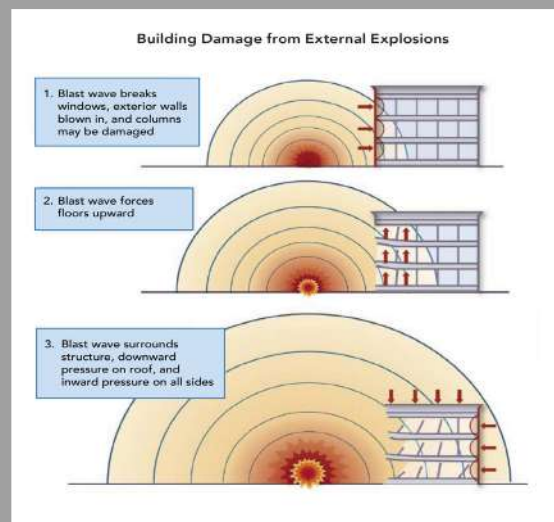 Building Damage from External Explosions
1. Blast wave breaks
windows, exterior walls
blown in, and columns
may be damaged
2. Blast wave forces
floors upward
3. Blast wave surrounds
structure, downward
pressure on roof, and
inward pressure on all sides